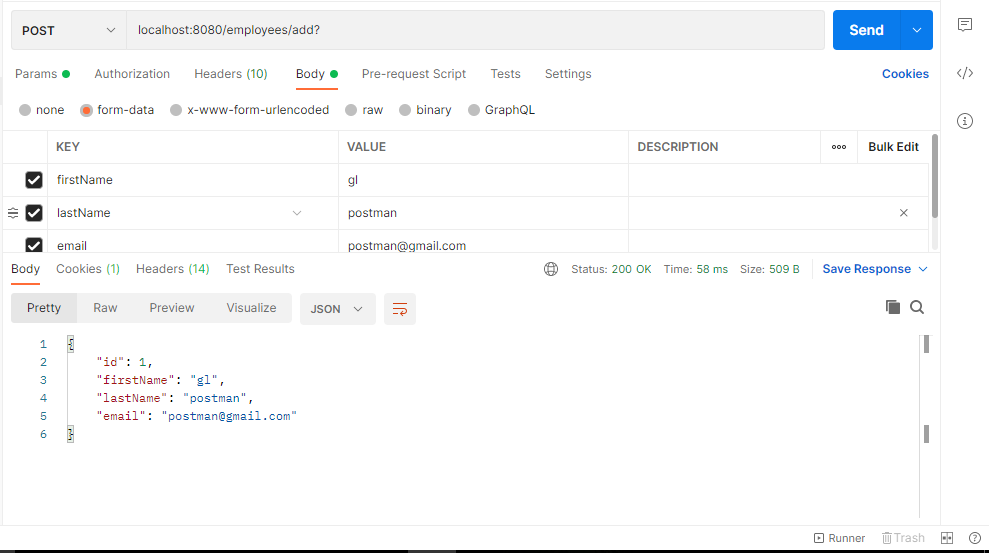 POST localhost:8080/employees/add? Send
Params Authorization Headers (10) Body Pre-request Script Tests Settings Cookies
none form-data x-www-form-urlencoded raw binary GraphQL
KEY VALUE DESCRIPTION ooo Bulk Edit
firstName gl
lastName postman
email postman@gmail.com
Body Cookies (1) Headers (14) Test Results Status: 200 OK Time: 58 ms Size: 509 B Save Response
Pretty Raw Preview Visualize JSON
1 {
2 "id": 1,
3 "firstName": "gl",
4 "lastName": "postman",
5 "email": "postman@gmail.com"
6 }
Runner Trash